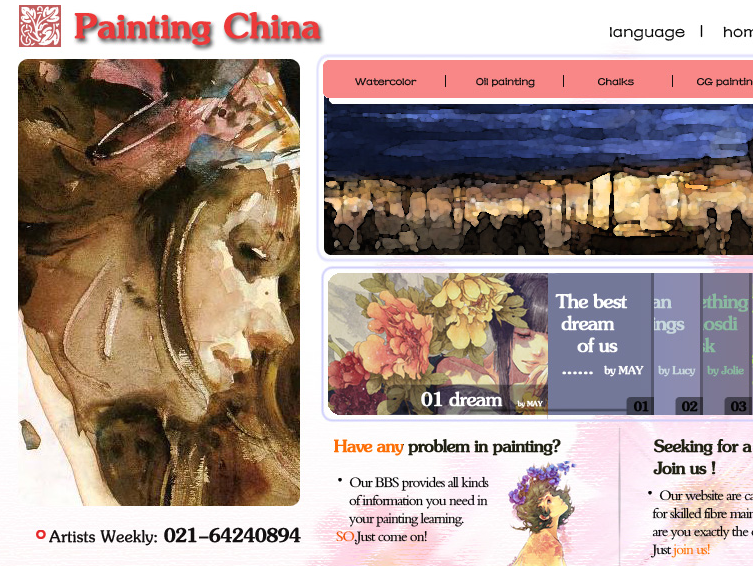 Painting China
language | hom
Watercolor | Oil painting | Chalks | CG paintin
The best
dream
of us
...... by MAY
an
ings
by Lucy
ething
losdi
sk
by Jolie
01 dream by MAY
01 02 03
Have any problem in painting?
• Our BBS provides all kinds
of information you need in
your painting learning.
SO,Just come on!
Seeking for a
Join us !
• Our website are ca
for skilled fibre main
are you exactly the o
Just join us!
Artists Weekly: 021-64240894